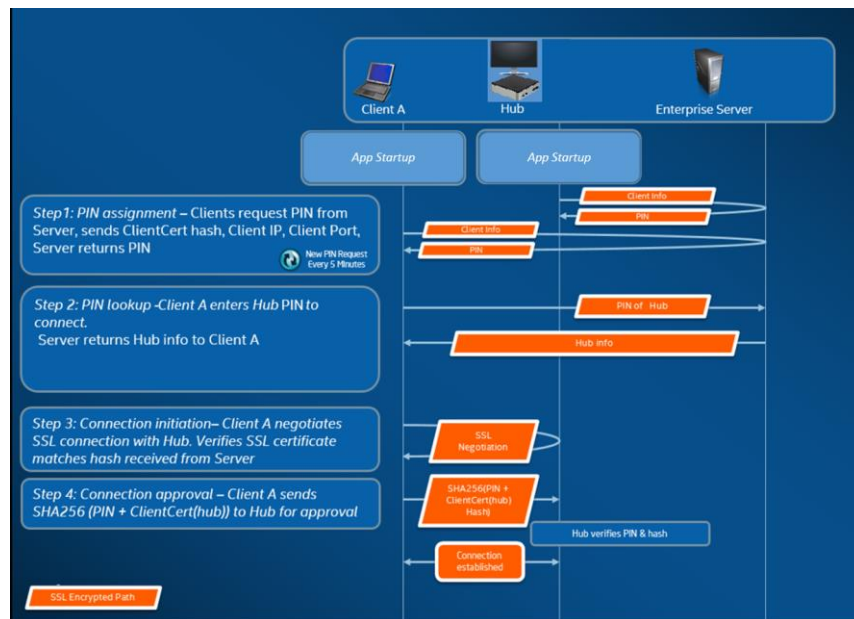 Client A
Hub
Enterprise Server
App Startup
App Startup
Client Info
PIN
Step1: PIN assignment – Clients request PIN from
Server, sends ClientCert hash, Client IP, Client Port,
Server returns PIN
New PIN Request
Every 5 Minutes
Client Info
PIN
Step 2: PIN lookup -Client A enters Hub PIN to
connect.
Server returns Hub info to Client A
PIN of Hub
Hub info
Step 3: Connection initiation– Client A negotiates
SSL connection with Hub. Verifies SSL certificate
matches hash received from Server
SSL
Negotiation
Step 4: Connection approval – Client A sends
SHA256 (PIN + ClientCert(hub)) to Hub for approval
SHA256(PIN +
ClientCert(hub)
Hash)
Hub verifies PIN & hash
Connection
established
SSL Encrypted Path